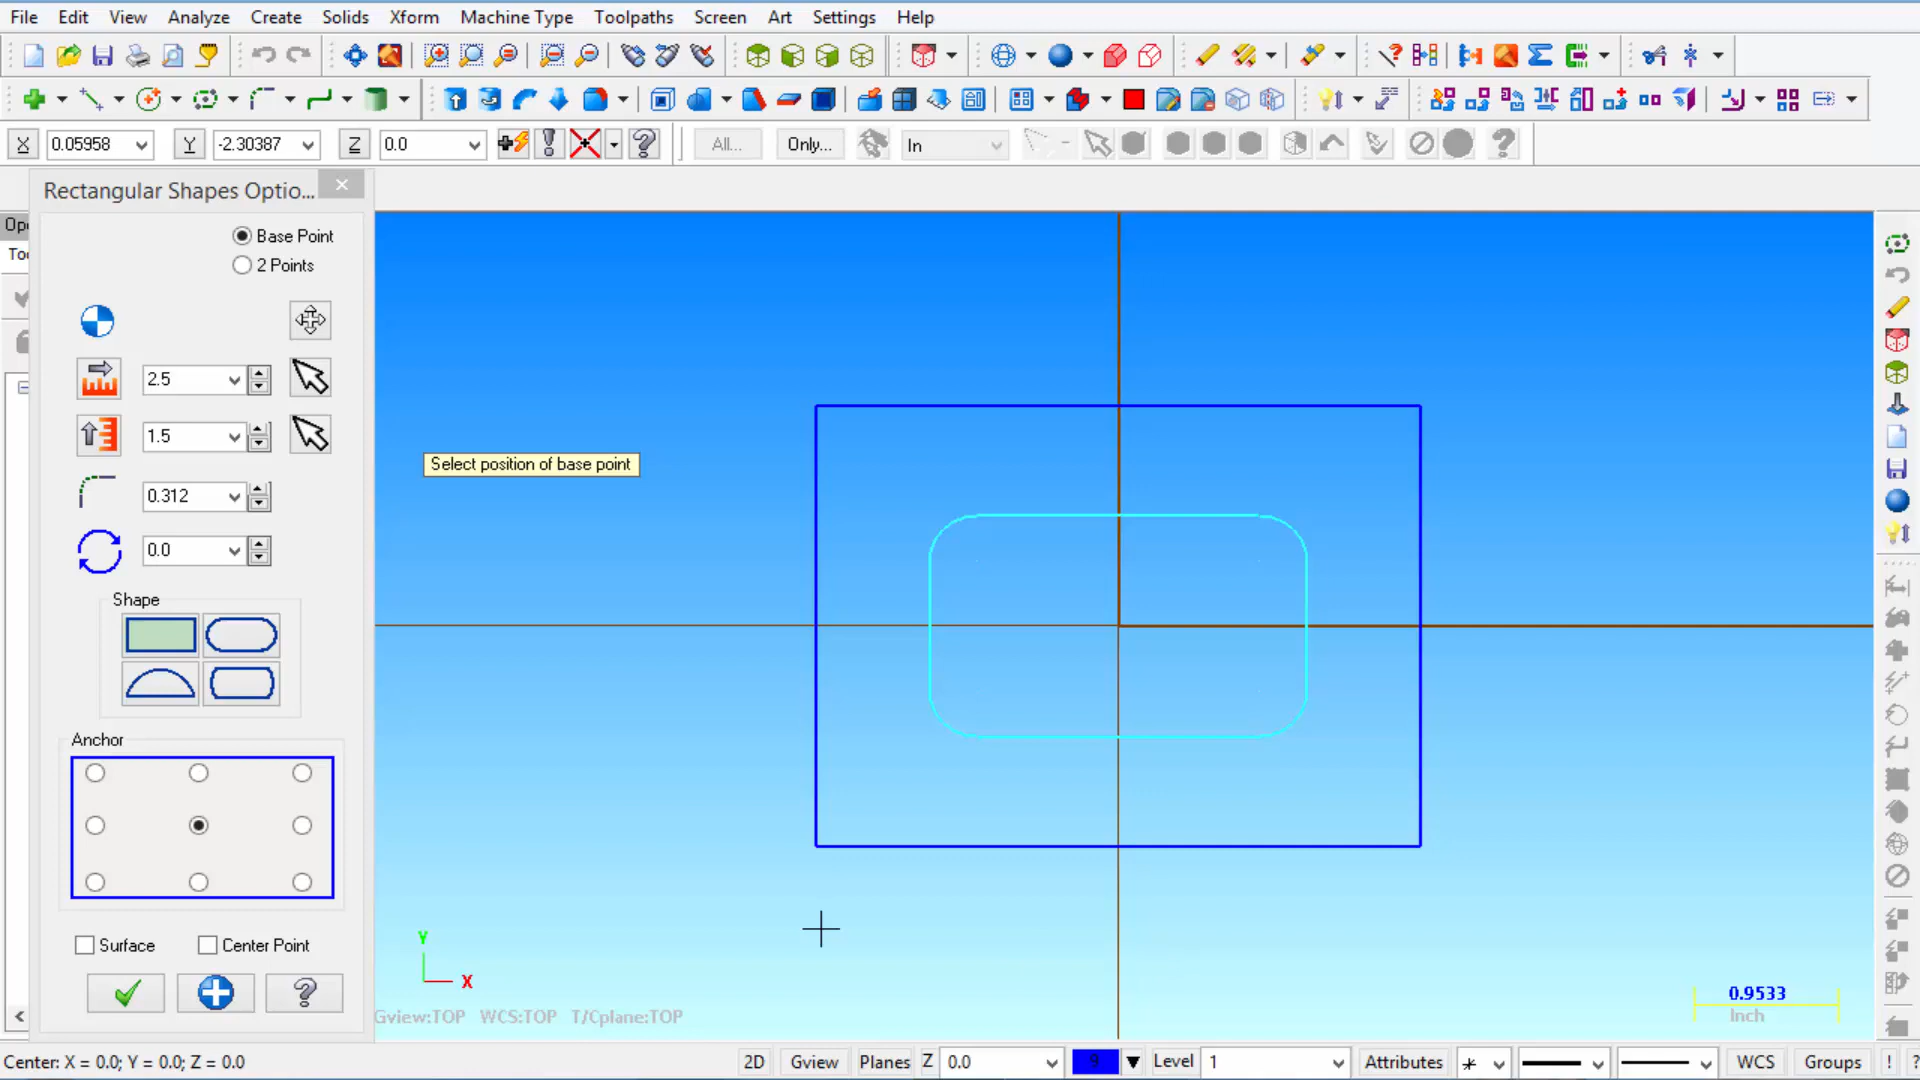 File Edit View Analyze Create Solids Xform Machine Type Toolpaths Screen Art Settings Help
X 0.05958 Y -2.30387 Z 0.0 All... Only... In
Rectangular Shapes Optio...
Ope
Too
Base Point
2 Points
2.5
1.5
0.312
0.0
Shape
Anchor
Surface Center Point
Select position of base point
Y
X
Gview:TOP WCS:TOP T/Cplane:TOP
0.9533
Inch
Center: X = 0.0; Y = 0.0; Z = 0.0 2D Gview Planes Z 0.0 9 Level 1 Attributes WCS Groups ! ?